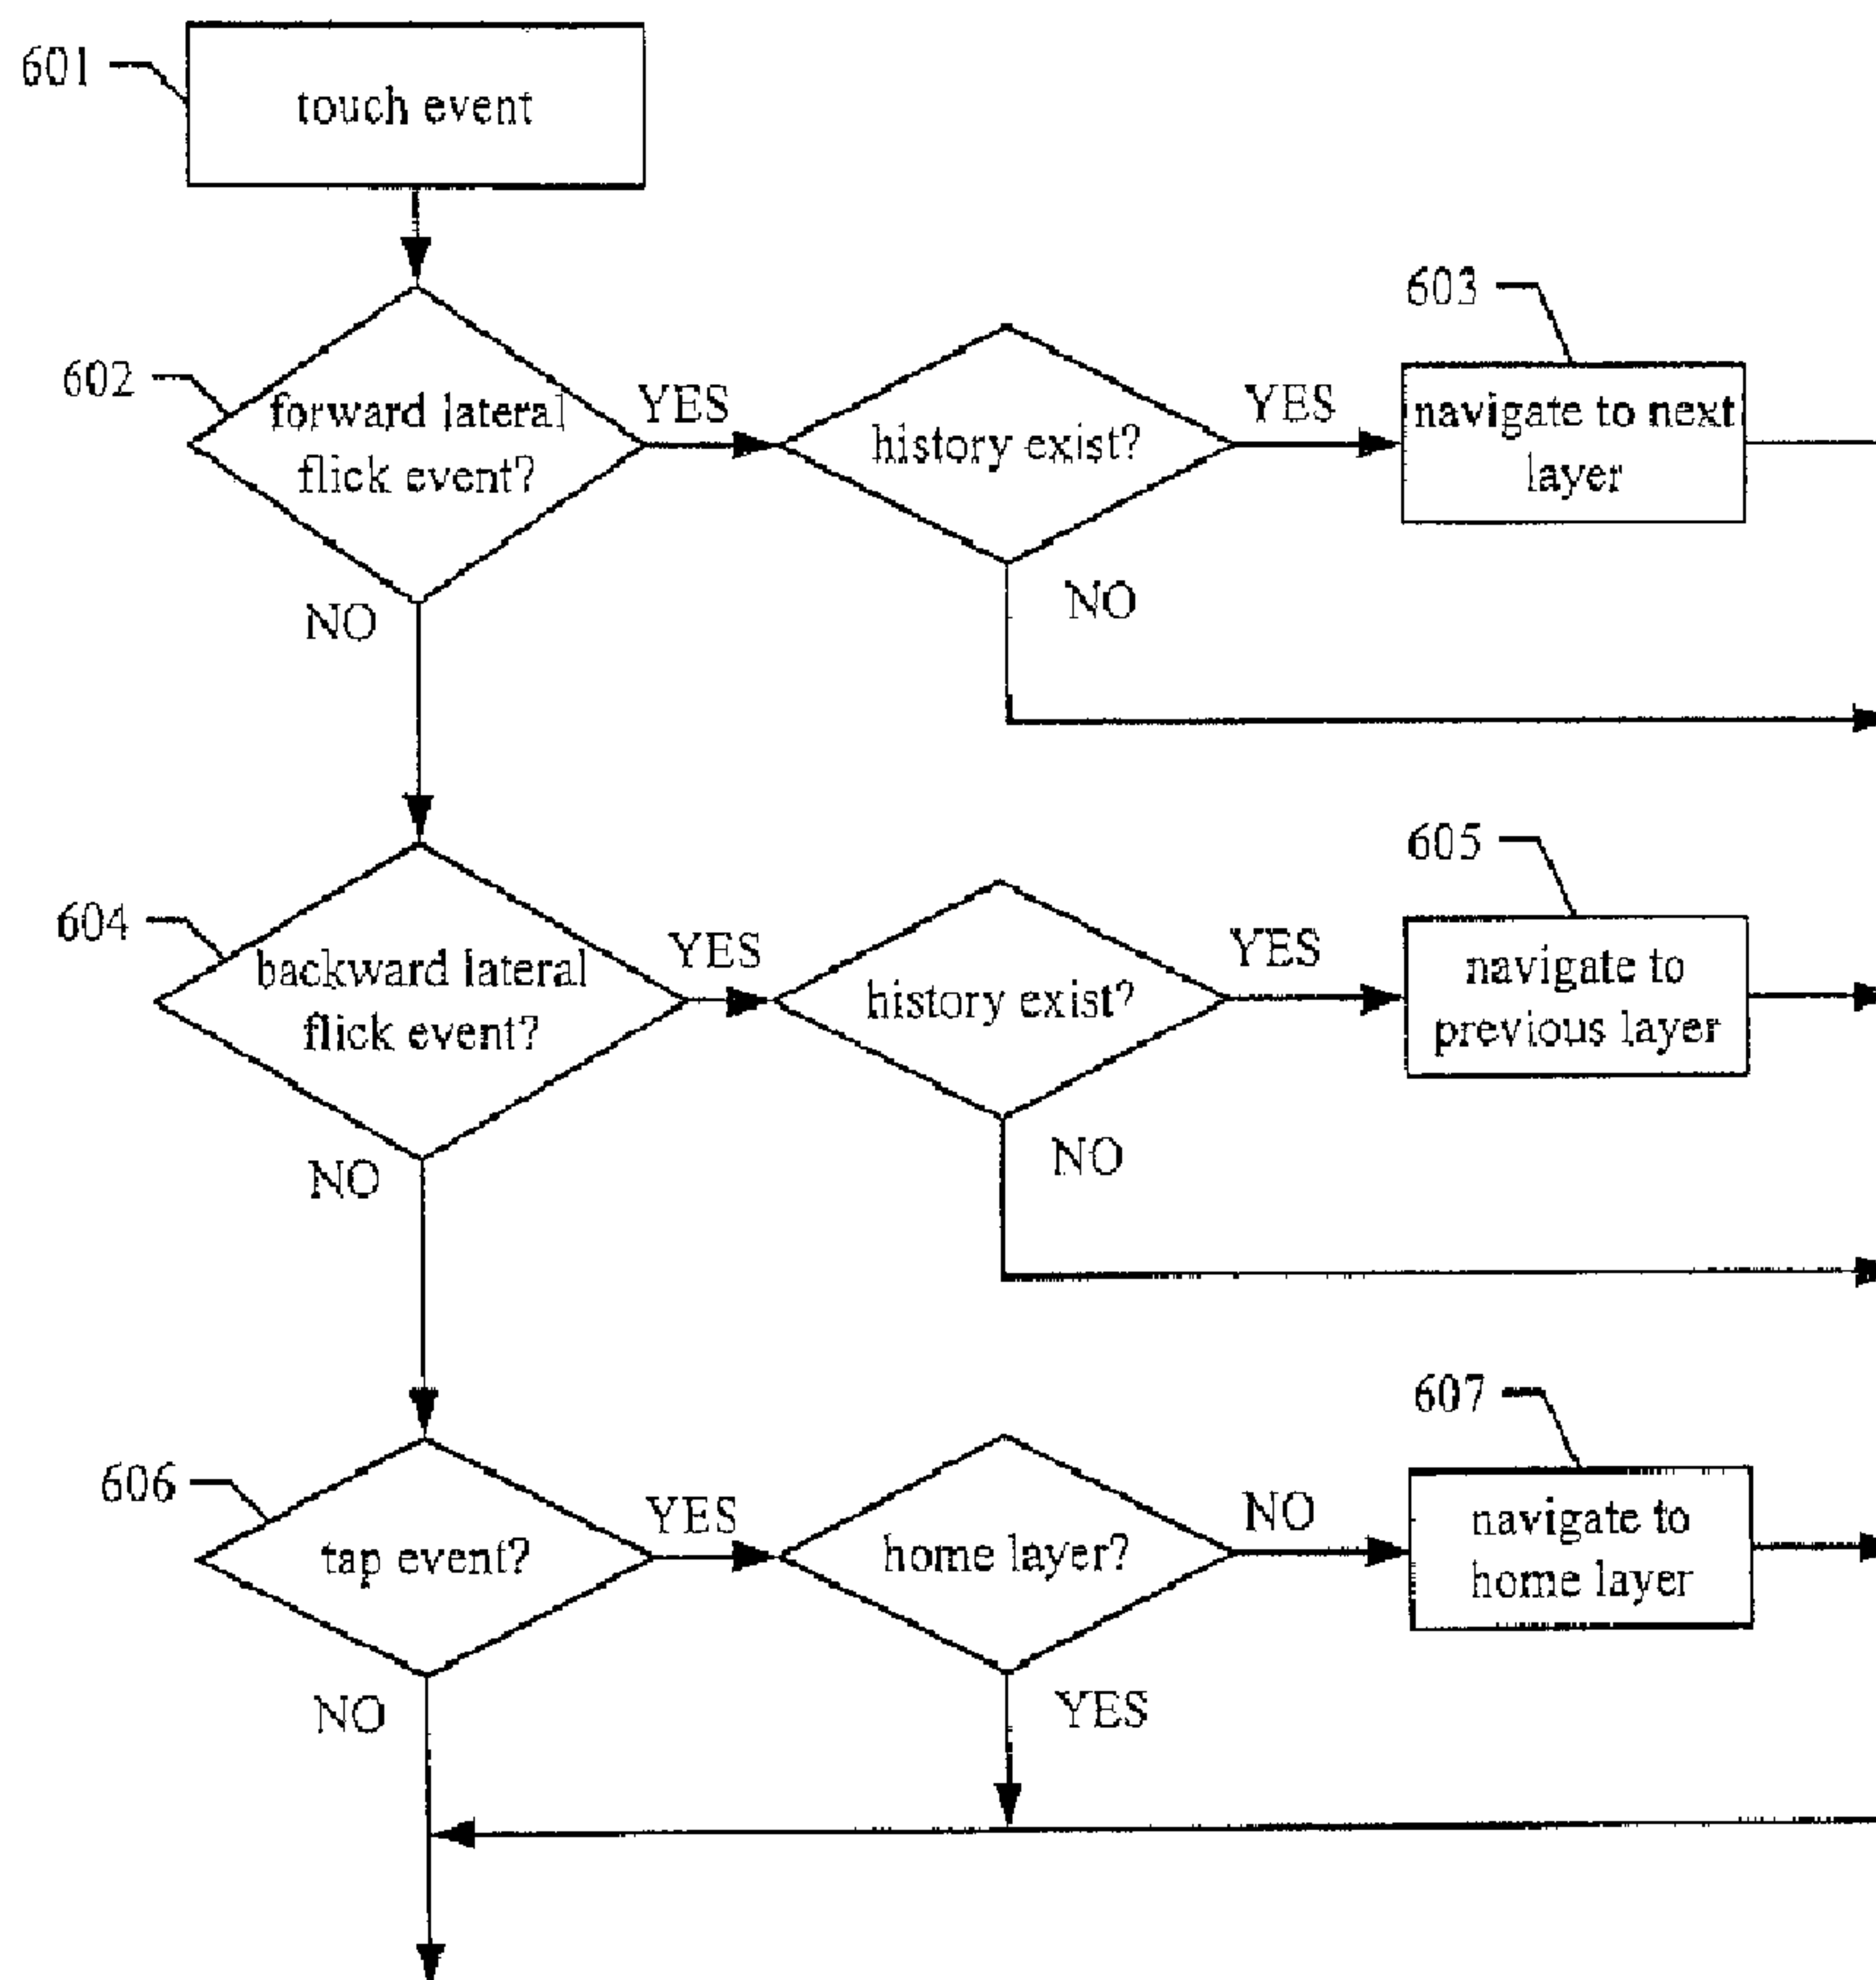 601
touch event
602
forward lateral
flick event?
YES
history exist?
YES
603
navigate to next
layer
NO
NO
604
backward lateral
flick event?
YES
history exist?
YES
605
navigate to
previous layer
NO
NO
606
tap event?
YES
home layer?
NO
607
navigate to
home layer
NO
YES